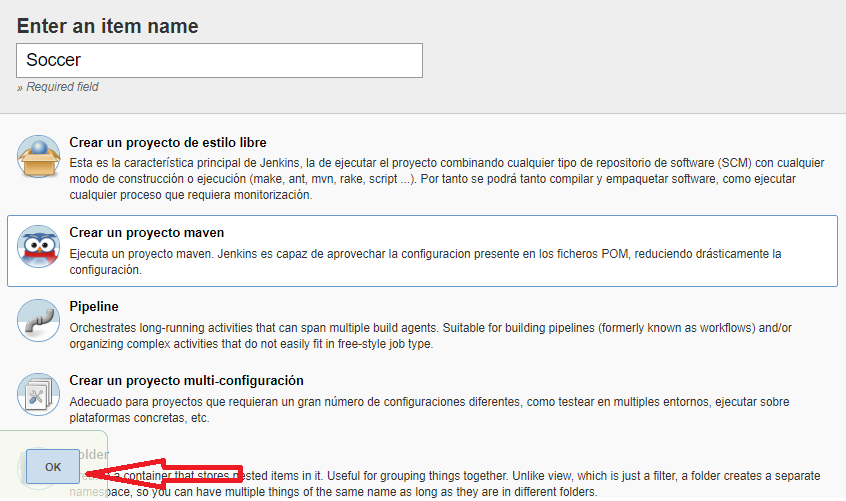 Enter an item name
Soccer
» Required field
Crear un proyecto de estilo libre
Esta es la característica principal de Jenkins, la de ejecutar el proyecto combinando cualquier tipo de repositorio de software (SCM) con cualquier
modo de construcción o ejecución (make, ant, mvn, rake, script ...). Por tanto se podrá tanto compilar y empaquetar software, como ejecutar
cualquier proceso que requiera monitorización.
Crear un proyecto maven
Ejecuta un proyecto maven. Jenkins es capaz de aprovechar la configuracion presente en los ficheros POM, reduciendo drásticamente la
configuración.
Pipeline
Orchestrates long-running activities that can span multiple build agents. Suitable for building pipelines (formerly known as workflows) and/or
organizing complex activities that do not easily fit in free-style job type.
Crear un proyecto multi-configuración
Adecuado para proyectos que requieran un gran número de configuraciones diferentes, como testear en multiples entornos, ejecutar sobre
plataformas concretas, etc.
Folder
OK
a container that stores nested items in it. Useful for grouping things together. Unlike view, which is just a filter, a folder creates a separate
namespace, so you can have multiple things of the same name as long as they are in different folders.